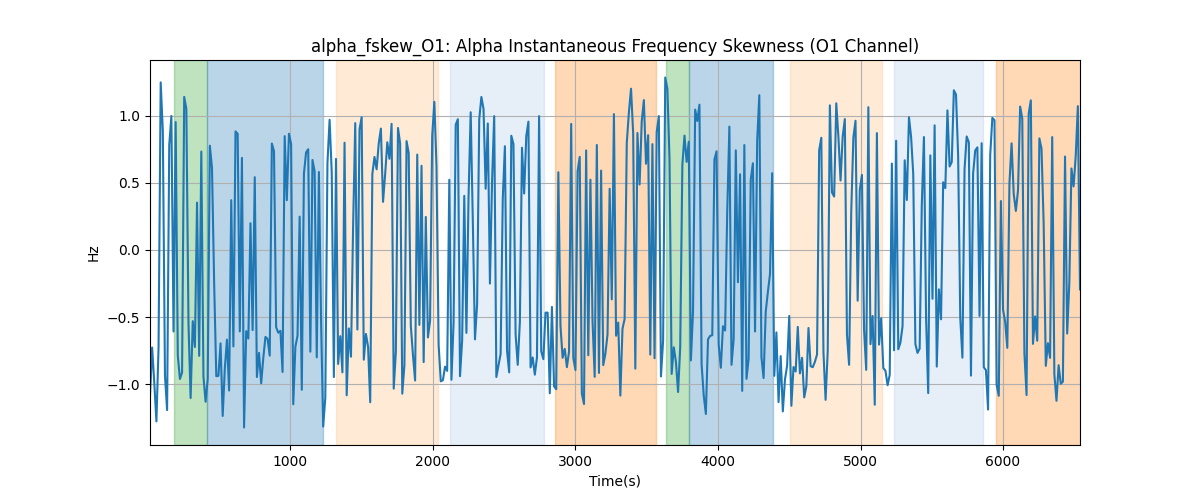 alpha_fskew_O1: Alpha Instantaneous Frequency Skewness (O1 Channel)
Hz
1.0
0.5
0.0
−0.5
−1.0
1000 2000 3000 4000 5000 6000
Time(s)